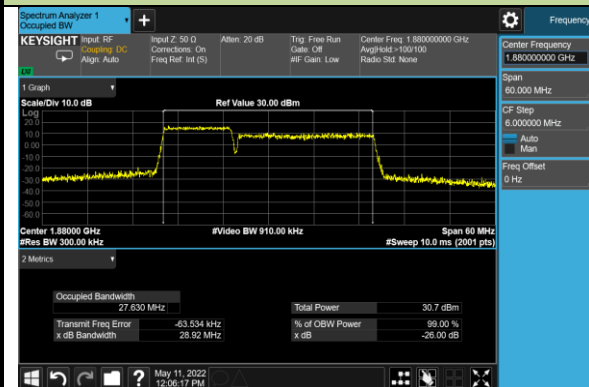 Spectrum Analyzer 1
Occupied BW
Frequency
KEYSIGHT
Input: RF
Coupling: DC
Align: Auto
Input Z: 50 Ω
Corrections: On
Freq Ref: Int (S)
Atten: 20 dB
Trig: Free Run
Gate: Off
#IF Gain: Low
Center Freq: 1.880000000 GHz
Avg|Hold:>100/100
Radio Std: None
Center Frequency
1.880000000 GHz
Span
60.000 MHz
CF Step
6.000000 MHz
Auto
Man
Freq Offset
0 Hz
1 Graph
Scale/Div 10.0 dB
Ref Value 30.00 dBm
Log
20.0
10.0
0.00
-10.0
-20.0
-30.0
-40.0
-50.0
-60.0
Center 1.88000 GHz
#Video BW 910.00 kHz
Span 60 MHz
#Res BW 300.00 kHz
#Sweep 10.0 ms (2001 pts)
2 Metrics
Occupied Bandwidth
27.630 MHz
Total Power 30.7 dBm
Transmit Freq Error -63.534 kHz
% of OBW Power 99.00 %
x dB Bandwidth 28.92 MHz
x dB -26.00 dB
May 11, 2022
12:06:17 PM